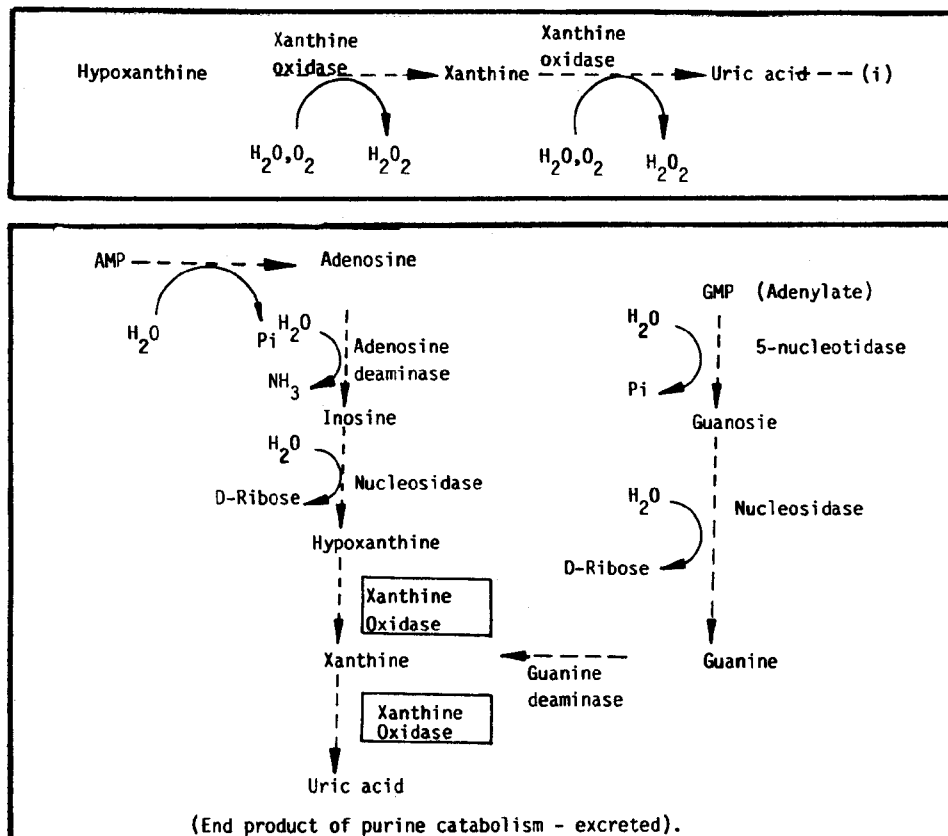 Xanthine oxidase
Xanthine oxidase
Hypoxanthine
Xanthine
Uric acid --- (i)
H2O,O2
H2O2
H2O,O2
H2O2
AMP
Adenosine
H2O
Pi
H2O
Adenosine deaminase
NH3
Inosine
H2O
Nucleosidase
D-Ribose
Hypoxanthine
Xanthine
Oxidase
Xanthine
Xanthine
Oxidase
Uric acid
GMP (Adenylate)
H2O
5-nucleotidase
Pi
Guanosie
H2O
Nucleosidase
D-Ribose
Guanine
Guanine deaminase
(End product of purine catabolism - excreted).